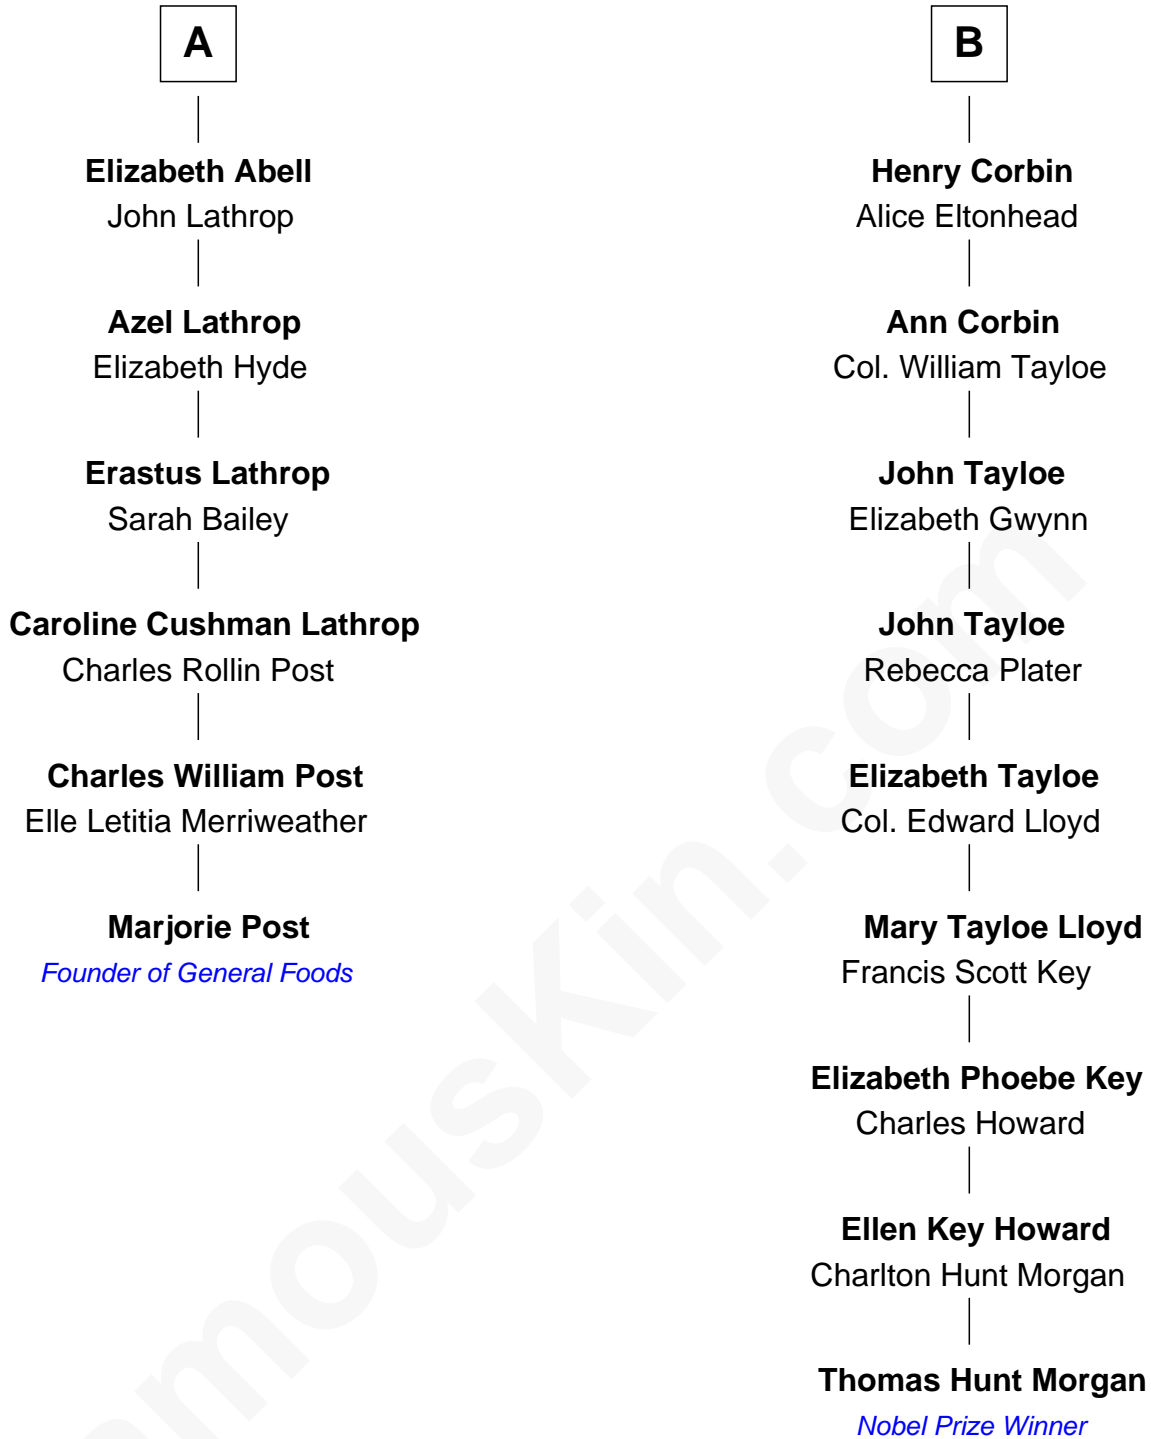 A
Elizabeth Abell
John Lathrop
Azel Lathrop
Elizabeth Hyde
Erastus Lathrop
Sarah Bailey
Caroline Cushman Lathrop
Charles Rollin Post
Charles William Post
Elle Letitia Merriweather
Marjorie Post
Founder of General Foods
B
Henry Corbin
Alice Eltonhead
Ann Corbin
Col. William Tayloe
John Tayloe
Elizabeth Gwynn
John Tayloe
Rebecca Plater
Elizabeth Tayloe
Col. Edward Lloyd
Mary Tayloe Lloyd
Francis Scott Key
Elizabeth Phoebe Key
Charles Howard
Ellen Key Howard
Charlton Hunt Morgan
Thomas Hunt Morgan
Nobel Prize Winner
amouskin.com